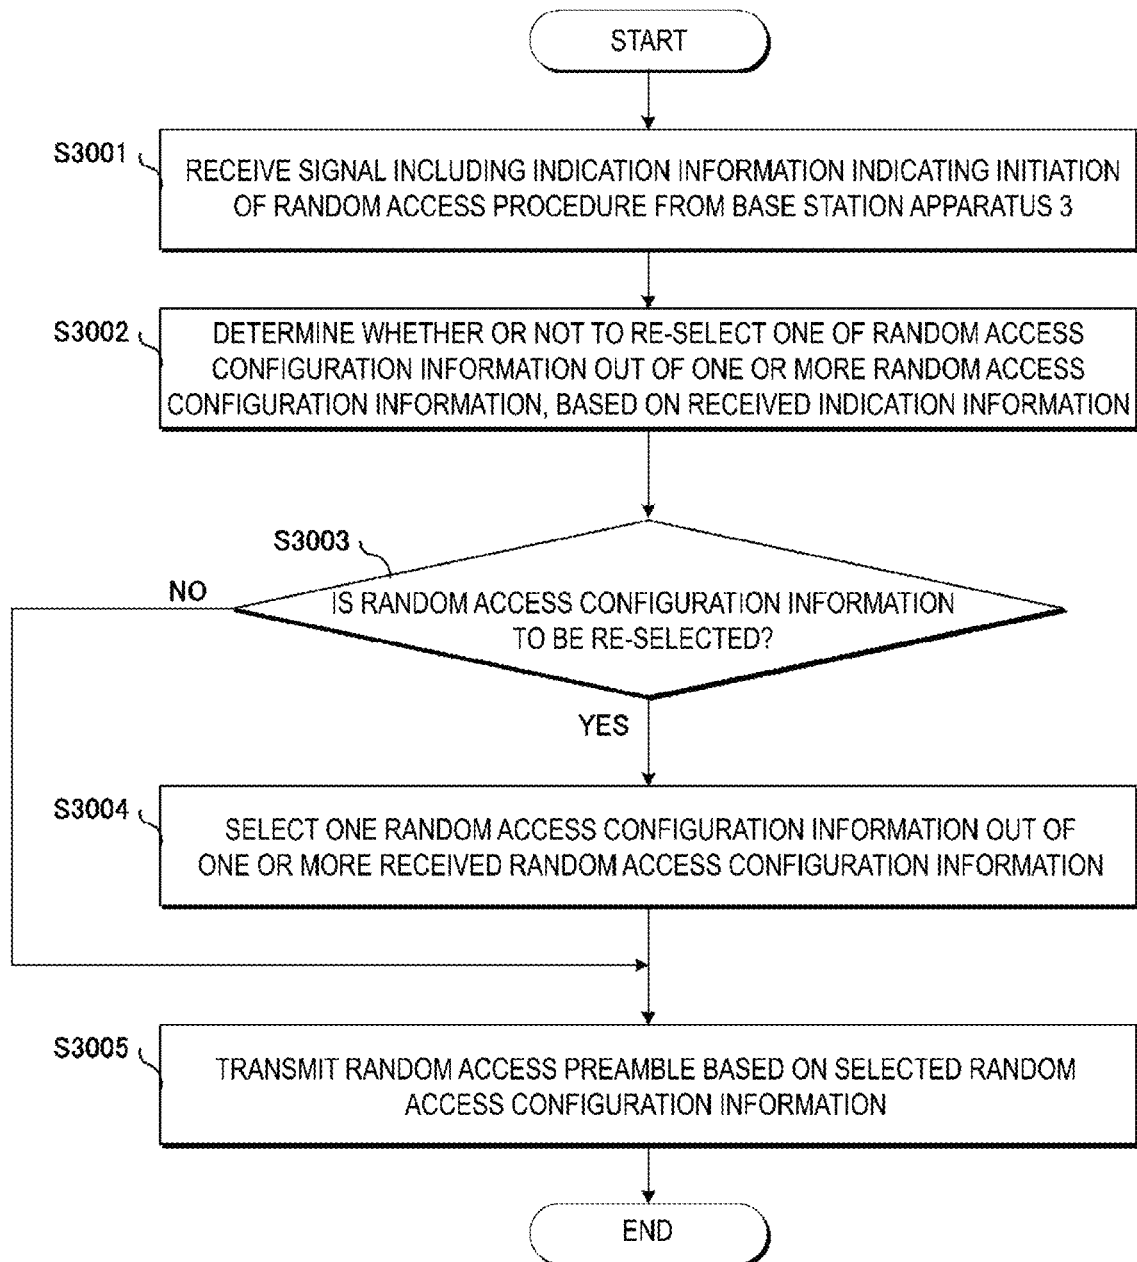 START
S3001
RECEIVE SIGNAL INCLUDING INDICATION INFORMATION INDICATING INITIATION
OF RANDOM ACCESS PROCEDURE FROM BASE STATION APPARATUS 3
S3002
DETERMINE WHETHER OR NOT TO RE-SELECT ONE OF RANDOM ACCESS
CONFIGURATION INFORMATION OUT OF ONE OR MORE RANDOM ACCESS
CONFIGURATION INFORMATION, BASED ON RECEIVED INDICATION INFORMATION
S3003
NO
IS RANDOM ACCESS CONFIGURATION INFORMATION
TO BE RE-SELECTED?
YES
S3004
SELECT ONE RANDOM ACCESS CONFIGURATION INFORMATION OUT OF
ONE OR MORE RECEIVED RANDOM ACCESS CONFIGURATION INFORMATION
S3005
TRANSMIT RANDOM ACCESS PREAMBLE BASED ON SELECTED RANDOM
ACCESS CONFIGURATION INFORMATION
END